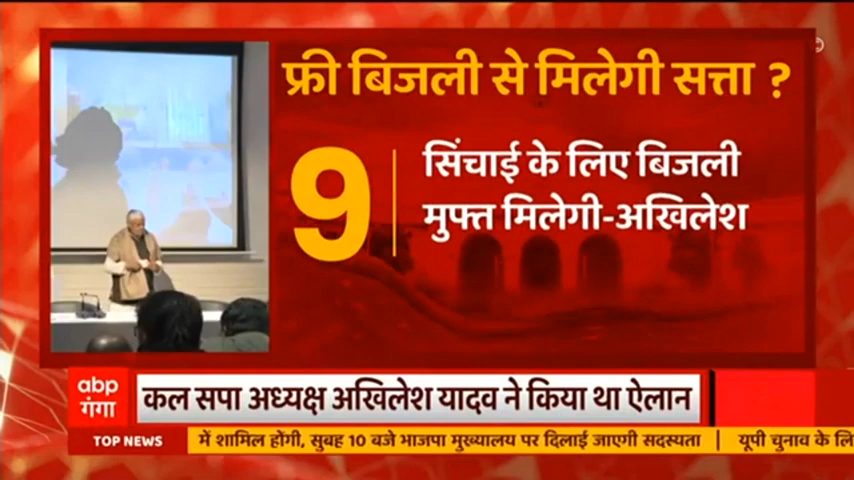 फ्री बिजली से मिलेगी सत्ता ?
9
सिंचाई के लिए बिजली
मुफ्त मिलेगी-अखिलेश
abp
गंगा
कल सपा अध्यक्ष अखिलेश यादव ने किया था ऐलान
TOP NEWS
में शामिल होंगी, सुबह 10 बजे भाजपा मुख्यालय पर दिलाई जाएगी सदस्यता | यूपी चुनाव के लि